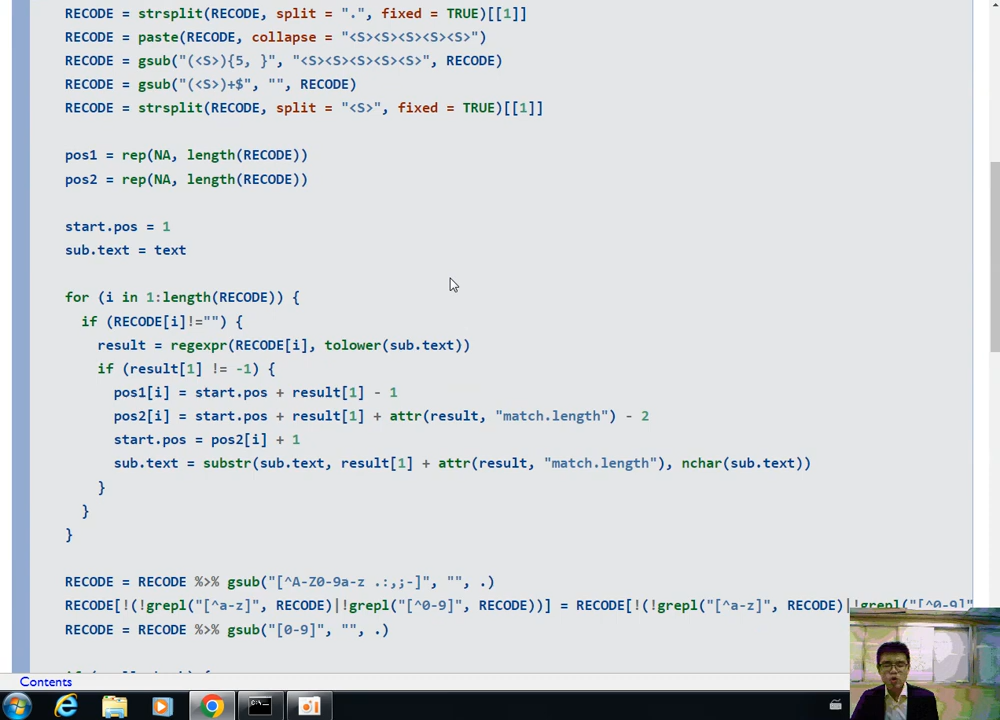 RECODE = strsplit(RECODE, split = ".", fixed = TRUE)[[1]]
RECODE = paste(RECODE, collapse = "<S><S><S><S><S>")
RECODE = gsub("(<S>){5, }", "<S><S><S><S><S>", RECODE)
RECODE = gsub("(<S>)+$", "", RECODE)
RECODE = strsplit(RECODE, split = "<S>", fixed = TRUE)[[1]]
pos1 = rep(NA, length(RECODE))
pos2 = rep(NA, length(RECODE))
start.pos = 1
sub.text = text
for (i in 1:length(RECODE)) {
if (RECODE[i]!="") {
result = regexpr(RECODE[i], tolower(sub.text))
if (result[1] != -1) {
pos1[i] = start.pos + result[1] - 1
pos2[i] = start.pos + result[1] + attr(result, "match.length") - 2
start.pos = pos2[i] + 1
sub.text = substr(sub.text, result[1] + attr(result, "match.length"), nchar(sub.text))
}
}
}
RECODE = RECODE %>% gsub("[^A-Z0-9a-z .:,;-]", "", .)
RECODE[!(!grepl("[^a-z]", RECODE)|!grepl("[^0-9]", RECODE))] = RECODE[!(!grepl("[^a-z]", RECODE)|!grepl("[^0-9]"
RECODE = RECODE %>% gsub("[0-9]", "", .)
Contents